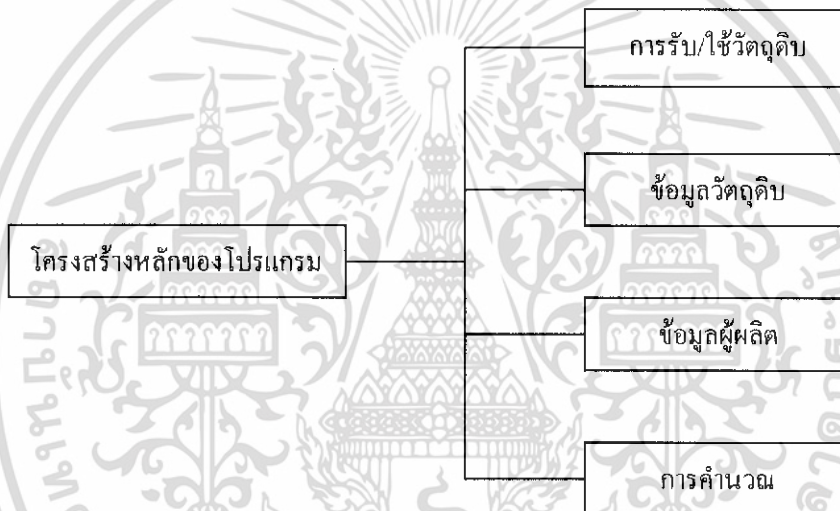 การรับ/ใช้วัตถุดิบ
ข้อมูลวัตถุดิบ
โครงสร้างหลักของโปรแกรม
ข้อมูลผู้ผลิต
การคำนวณ